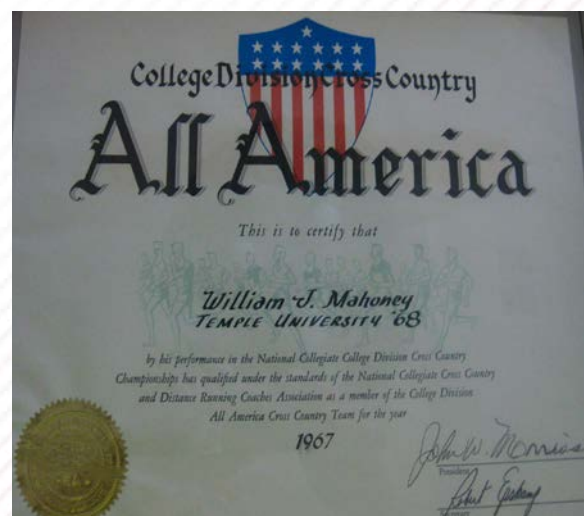 College Division Cross Country
All America
This is to certify that
William J. Mahoney
TEMPLE UNIVERSITY '68
by his performance in the National Collegiate College Division Cross Country
Championships has qualified under the standards of the National Collegiate Cross Country
and Distance Running Coaches Association as a member of the College Division
All America Cross Country Team for the year
1967
John W. Morriss
President
Robert